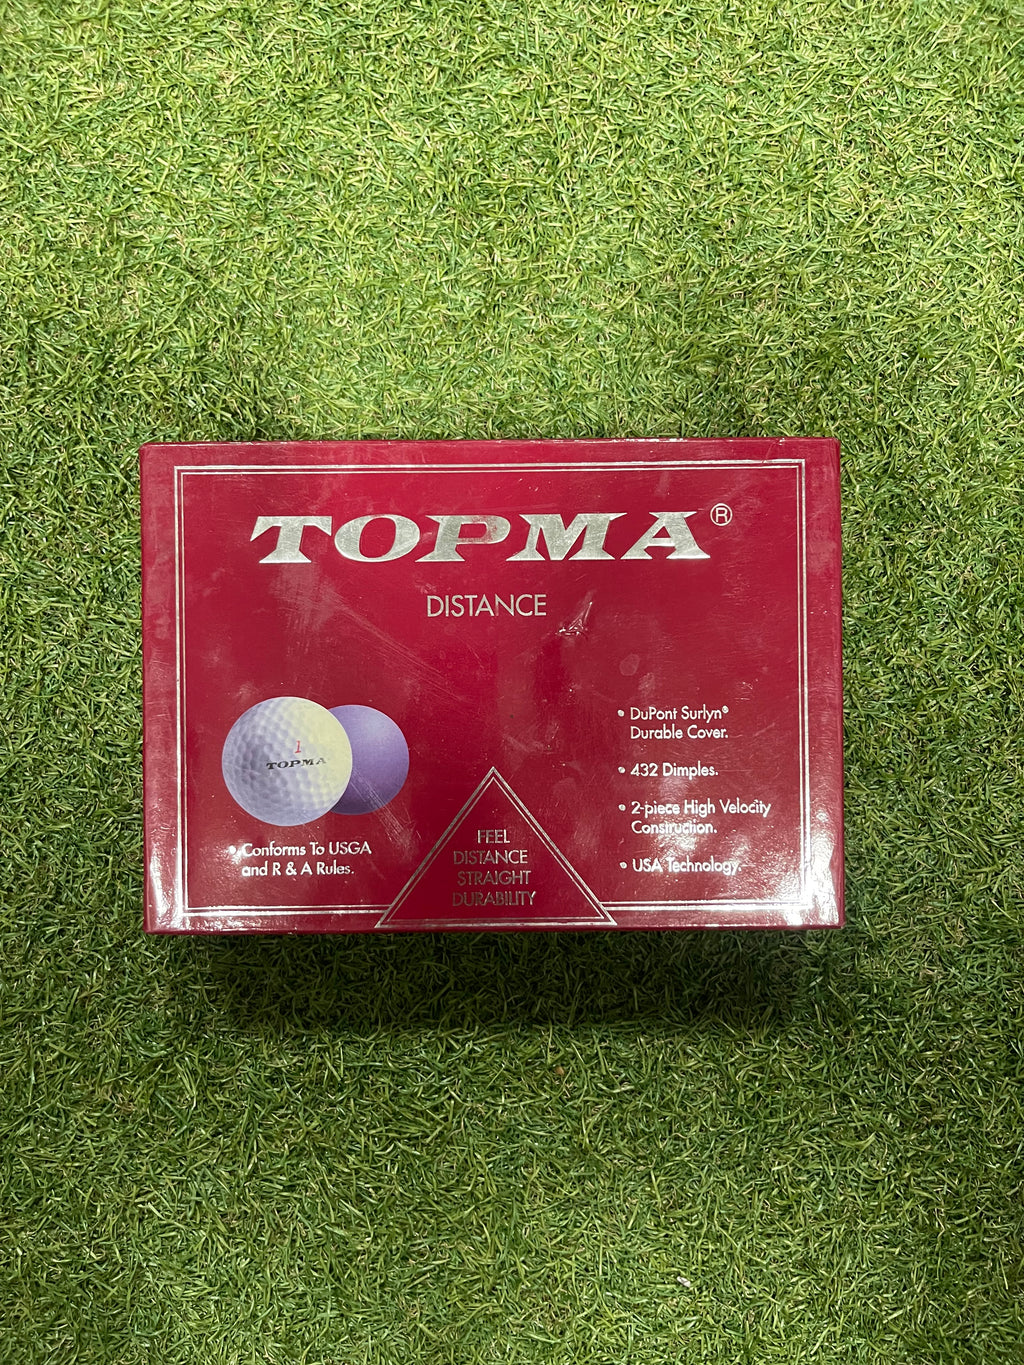 TOPMA®
DISTANCE
1
TOPMA
• Conforms To USGA
and R & A Rules.
FEEL
DISTANCE
STRAIGHT
DURABILITY
• DuPont Surlyn®
Durable Cover.
• 432 Dimples.
• 2-piece High Velocity
Construction.
• USA Technology.